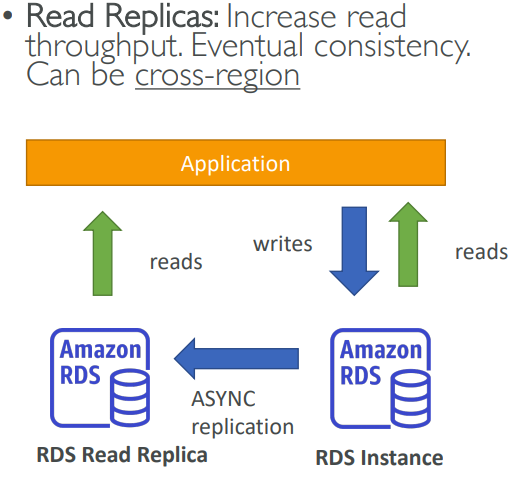 • Read Replicas: Increase read
throughput. Eventual consistency.
Can be cross-region
Application
writes
reads
reads
Amazon
RDS
Amazon
RDS
ASYNC
replication
RDS Read Replica
RDS Instance